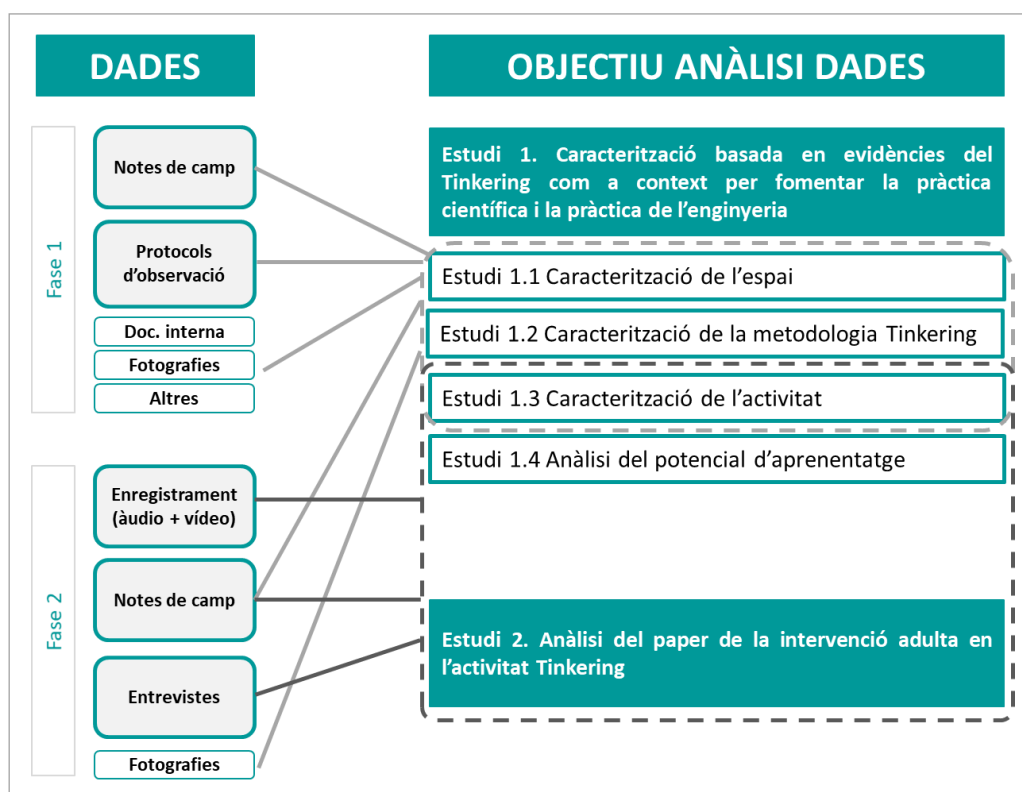 DADES
OBJECTIU ANÀLISI DADES
Fase 1
Notes de camp
Protocols
d'observació
Doc. interna
Fotografies
Altres
Estudi 1. Caracterització basada en evidències del
Tinkering com a context per fomentar la pràctica
científica i la pràctica de l'enginyeria
Estudi 1.1 Caracterització de l'espai
Estudi 1.2 Caracterització de la metodologia Tinkering
Estudi 1.3 Caracterització de l'activitat
Estudi 1.4 Anàlisi del potencial d'aprenentatge
Fase 2
Enregistrament
(àudio + vídeo)
Notes de camp
Entrevistes
Fotografies
Estudi 2. Anàlisi del paper de la intervenció adulta en
l'activitat Tinkering